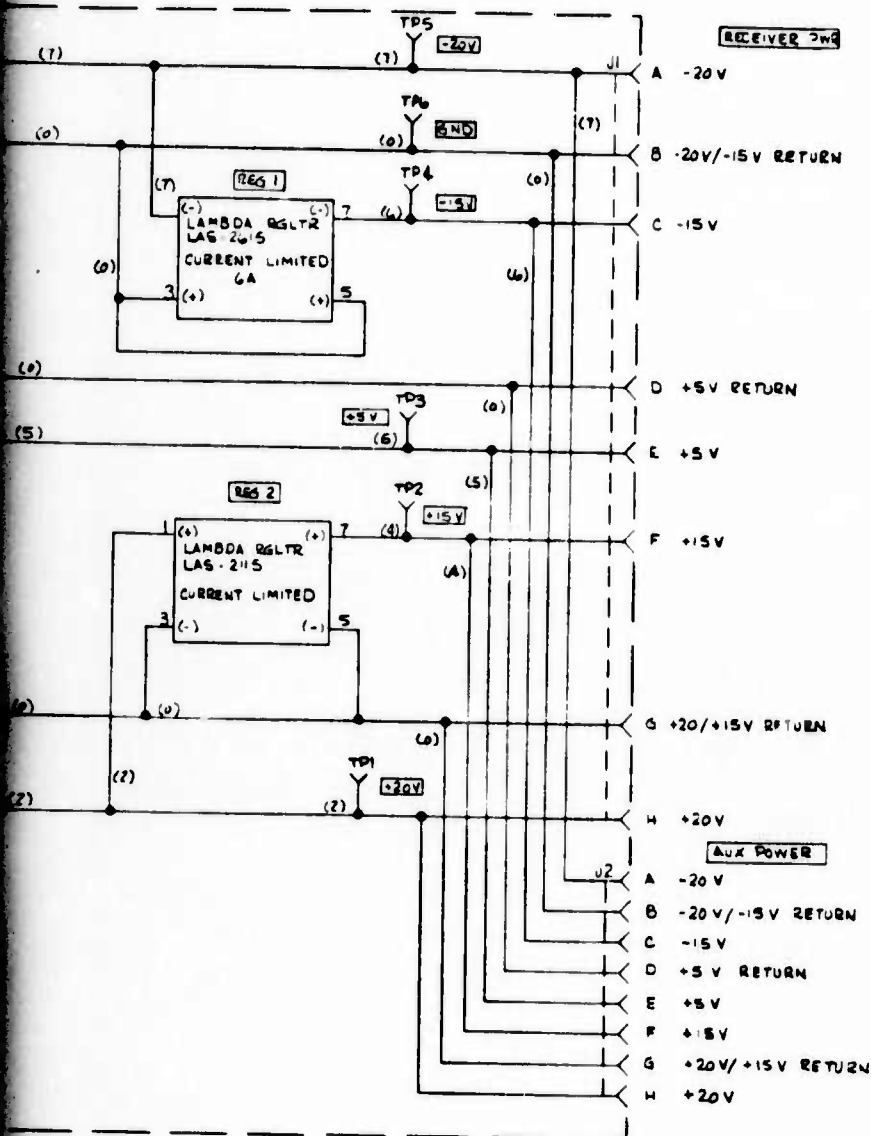 TP5
-20V
RECEIVER PWR
(7)
(7)
J1
A -20V
TP6
GND
(7)
(0)
(0)
B -20V/-15V RETURN
REG 1
TP4
(0)
(7)
-15V
(-) (-) 7 (6)
C -15V
LAMBDA RGLTR
LAS-2615
CURRENT LIMITED
6A
(0)
(6)
3 (+) (+) 5
(0)
D +5V RETURN
TP3
(0)
+5V
(5)
(6)
E +5V
REG 2
TP2
(5)
+15V
1 (+) (+) 7 (4)
F +15V
LAMBDA RGLTR
LAS-2115
(4)
CURRENT LIMITED
3 (-) (-) 5
(0)
(0)
G +20/+15V RETURN
(0)
TP1
(2)
+20V
(2)
(2)
H +20V
AUX POWER
J2
A -20V
B -20V/-15V RETURN
C -15V
D +5V RETURN
E +5V
F +15V
G +20V/+15V RETURN
H +20V